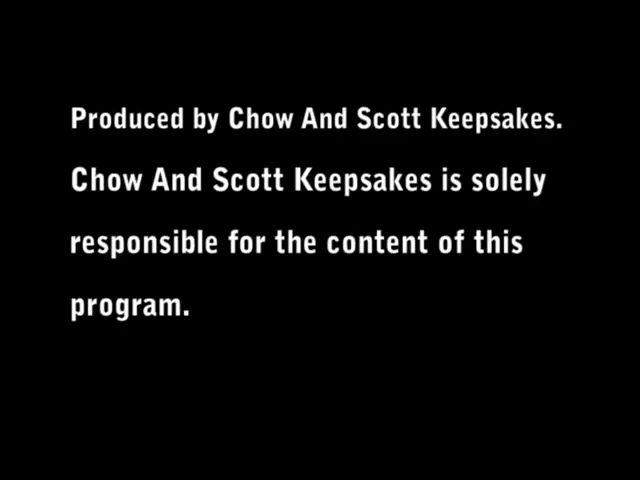 Produced by Chow And Scott Keepsakes.
Chow And Scott Keepsakes is solely
responsible for the content of this
program.